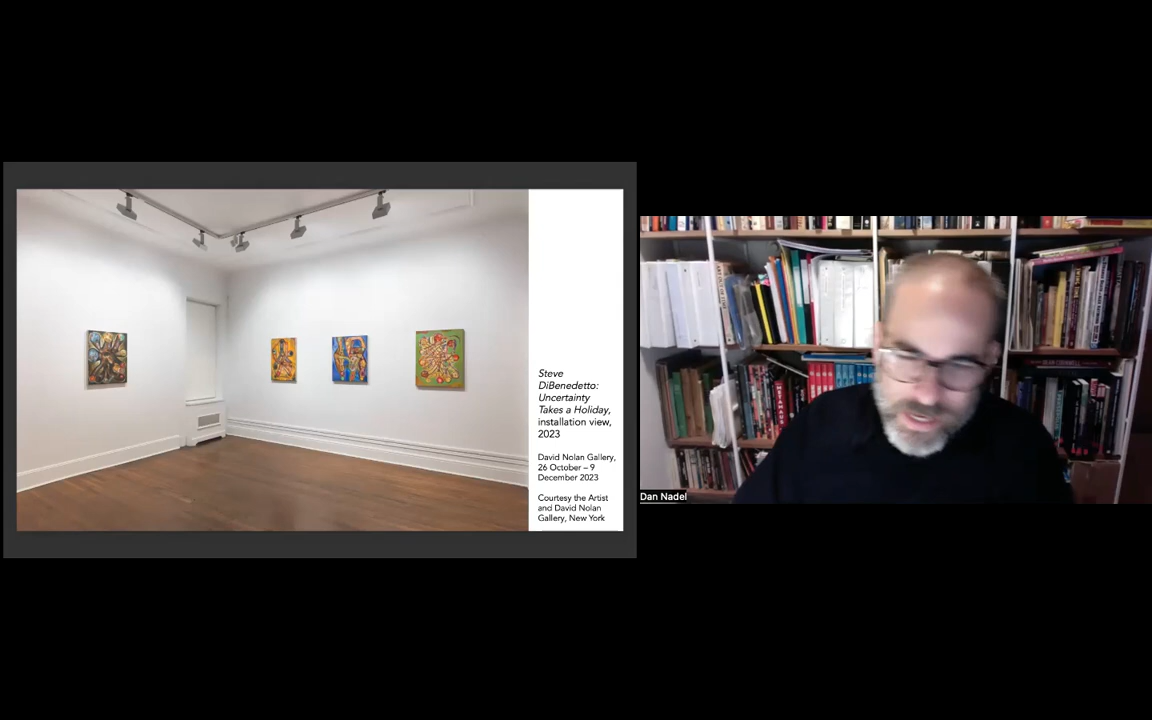 Steve
DiBenedetto:
Uncertainty
Takes a Holiday,
installation view,
2023
David Nolan Gallery,
26 October – 9
December 2023
Courtesy the Artist
and David Nolan
Gallery, New York
Dan Nadel